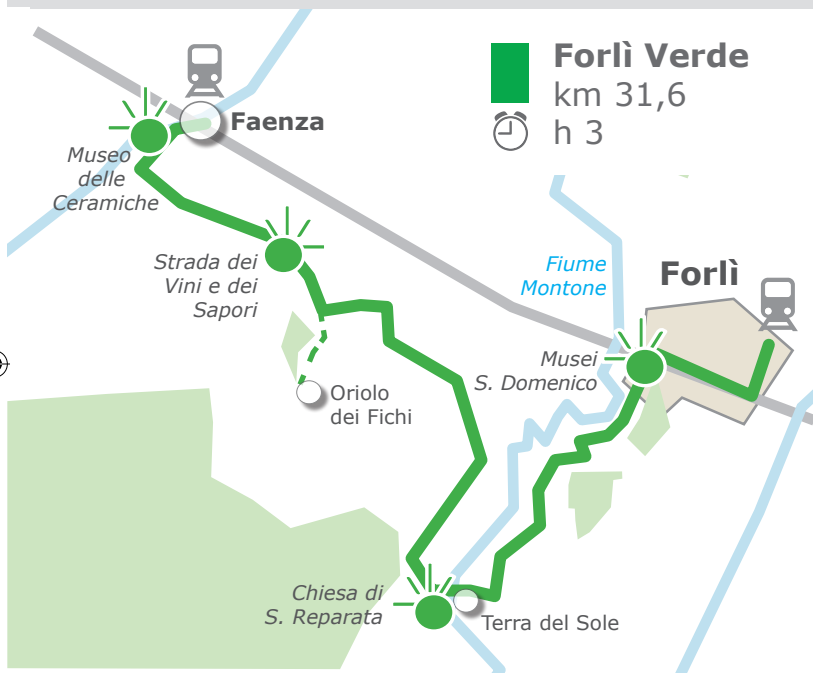 Forlì Verde
km 31,6
h 3
Faenza
Museo
delle
Ceramiche
Strada dei
Vini e dei
Sapori
Fiume
Montone
Forlì
Musei
S. Domenico
Oriolo
dei Fichi
Chiesa di
S. Reparata
Terra del Sole